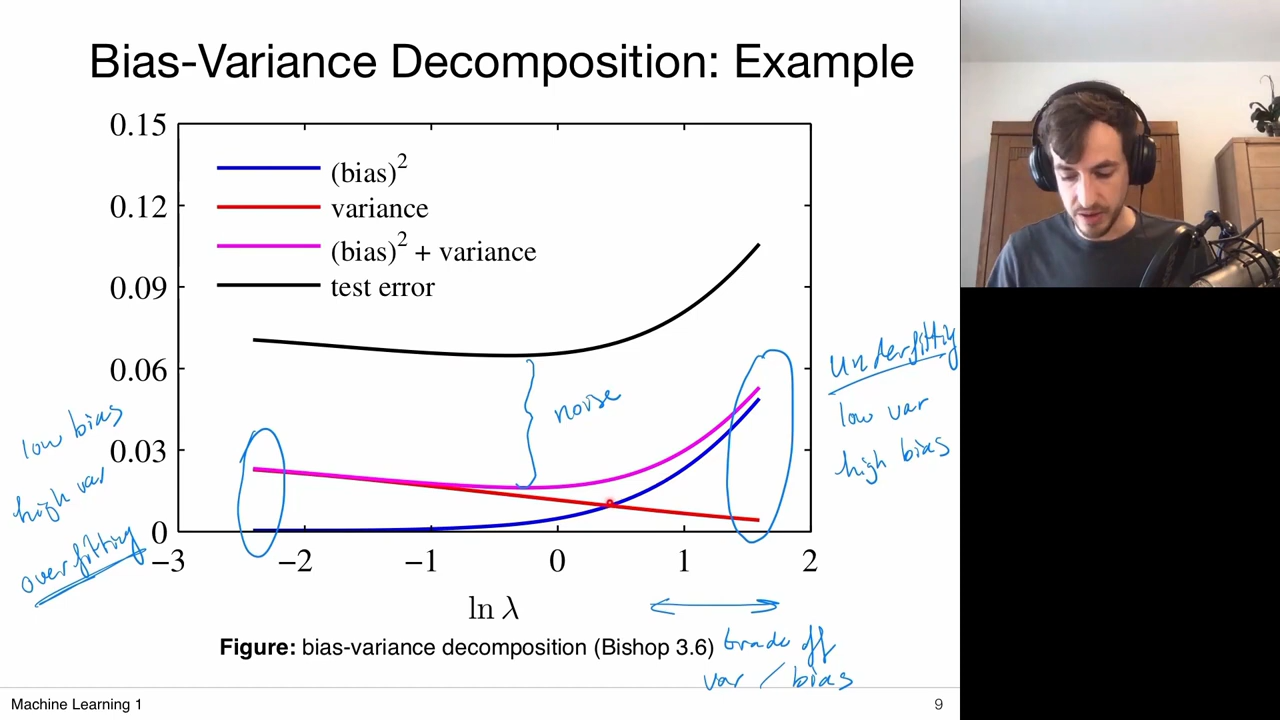 Bias-Variance Decomposition: Example
0.15
0.12
0.09
0.06
0.03
0
(bias)²
variance
(bias)² + variance
test error
noise
underfitting
low var
high bias
low bias
high var
overfitting
−3 −2 −1 0 1 2
ln λ
Figure: bias-variance decomposition (Bishop 3.6)
trade off
var / bias
Machine Learning 1
9